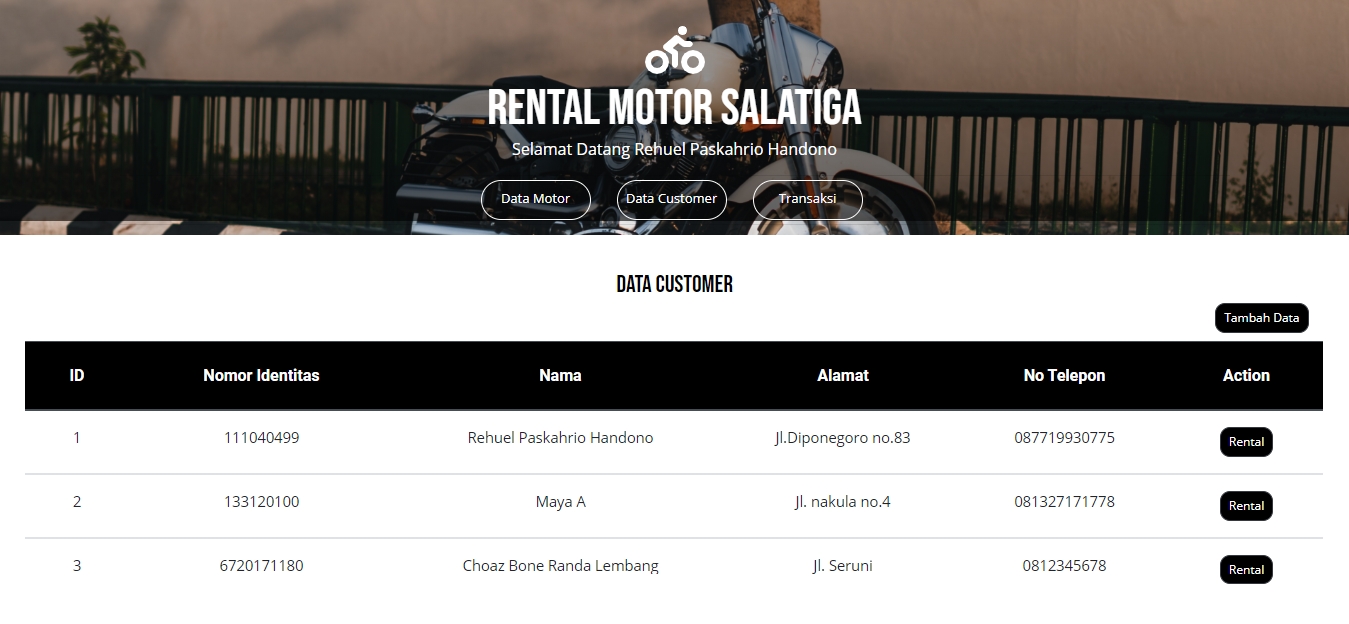 RENTAL MOTOR SALATIGA
Selamat Datang Rehuel Paskahrio Handono
Data Motor Data Customer Transaksi
DATA CUSTOMER
Tambah Data
ID Nomor Identitas Nama Alamat No Telepon Action
1 111040499 Rehuel Paskahrio Handono Jl.Diponegoro no.83 087719930775 Rental
2 133120100 Maya A Jl. nakula no.4 081327171778 Rental
3 6720171180 Choaz Bone Randa Lembang Jl. Seruni 0812345678 Rental